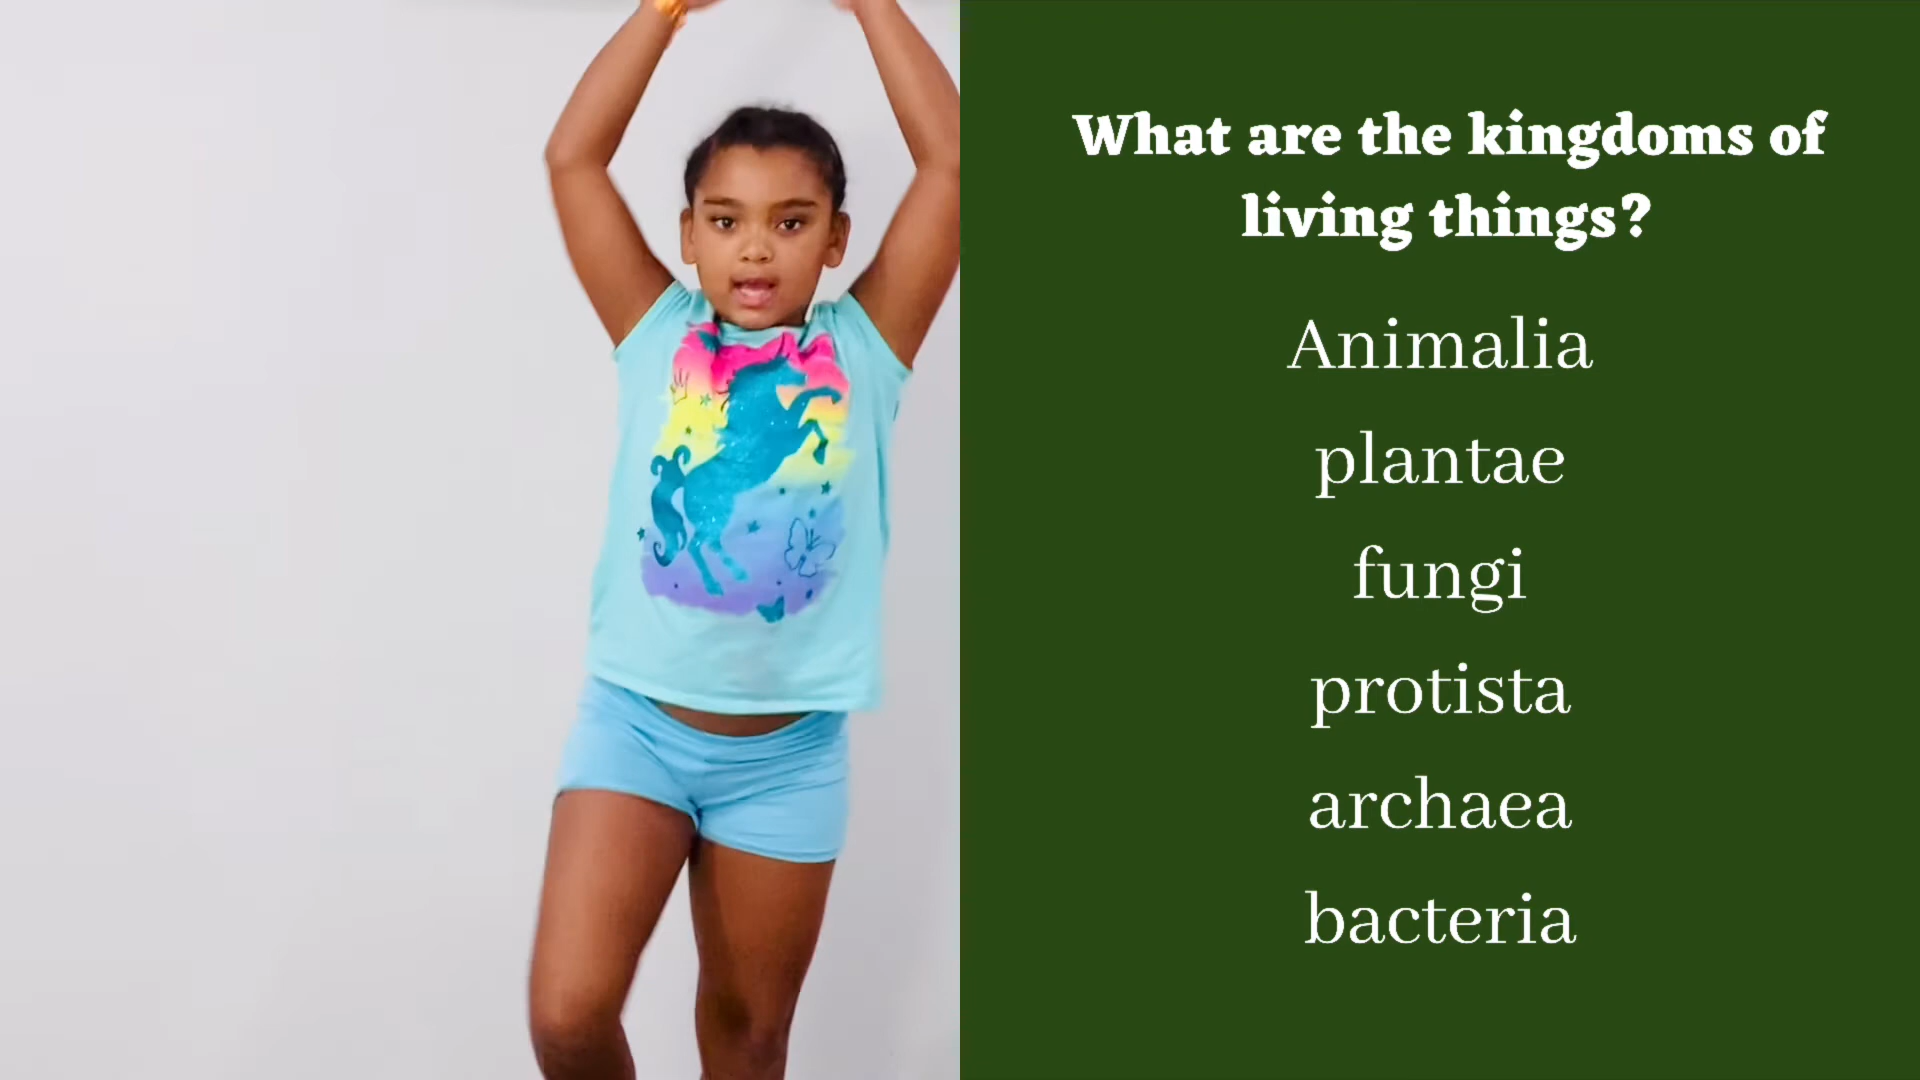 What are the kingdoms of
living things?
Animalia
plantae
fungi
protista
archaea
bacteria